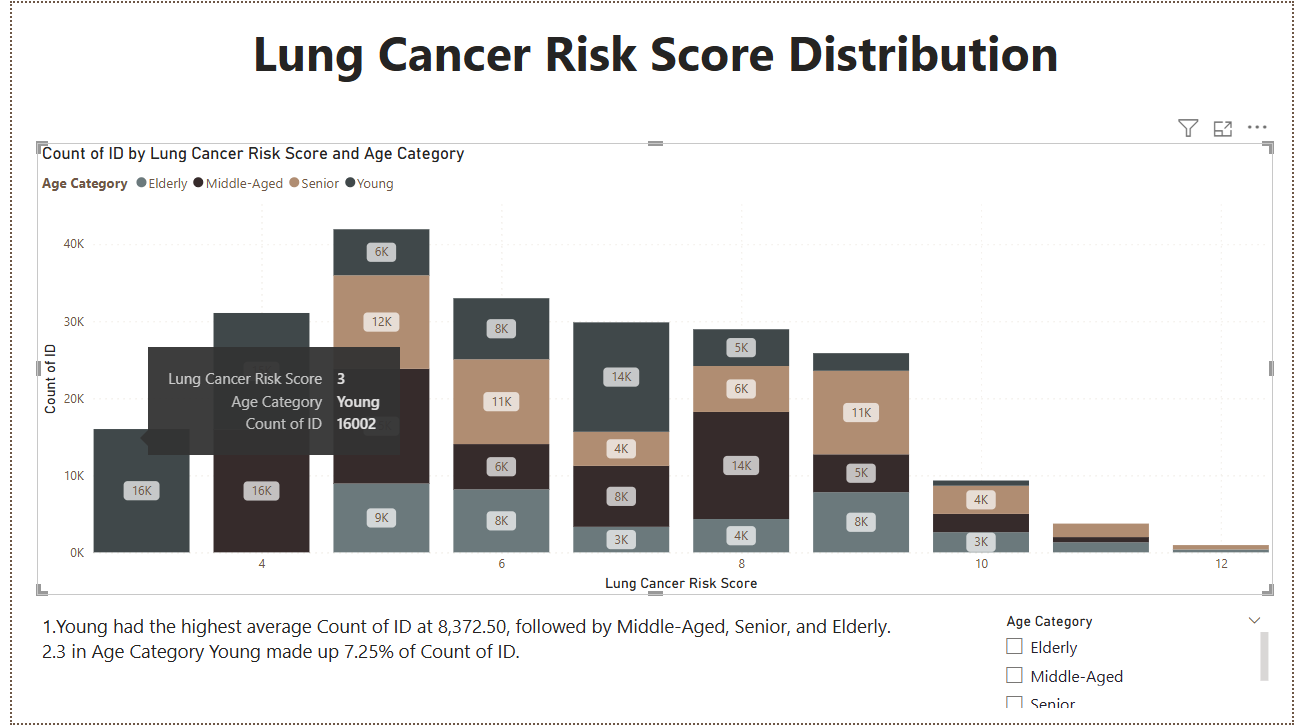 Lung Cancer Risk Score Distribution
Count of ID by Lung Cancer Risk Score and Age Category
Age Category Elderly Middle-Aged Senior Young
Count of ID
40K
30K
20K
10K
0K
16K
16K
6K
12K
9K
8K
11K
6K
8K
14K
4K
8K
3K
5K
6K
14K
4K
11K
5K
8K
4K
3K
Lung Cancer Risk Score 3
Age Category Young
Count of ID 16002
4 6 8 10 12
Lung Cancer Risk Score
1.Young had the highest average Count of ID at 8,372.50, followed by Middle-Aged, Senior, and Elderly.
2.3 in Age Category Young made up 7.25% of Count of ID.
Age Category
Elderly
Middle-Aged
Senior